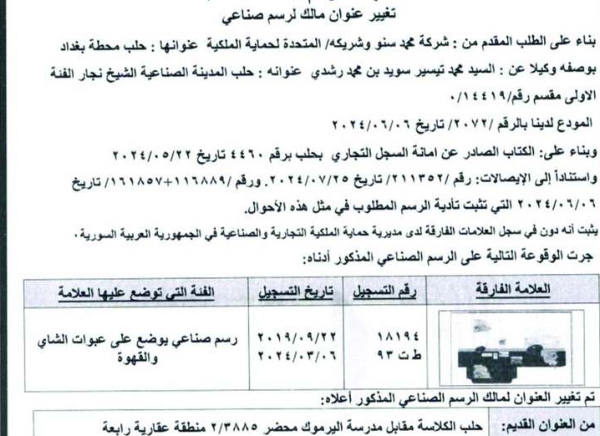 تغيير عنوان مالك لرسم صناعي
بناء على الطلب المقدم من : شركة محمد سنو وشريكه/ المتحدة لحماية الملكية عنوانها : حلب محطة بغداد
بوصفه وكيلا عن : السيد محمد تيسير سويد بن محمد رشدي عنوانه : حلب المدينة الصناعية الشيخ نجار الفئة
الاولى مقسم رقم/١٤٤١٩/٠
المودع لدينا بالرقم /٢٠٧٢/ تاريخ ٢٠٢٤/٠٦/٠٦
وبناء على: الكتاب الصادر عن امانة السجل التجاري بحلب برقم ٤٤٦٠ تاريخ ٢٠٢٤/٠٥/٢٢
واستناداً إلى الإيصالات: رقم /٢١١٣٥٢/ تاريخ ٢٠٢٤/٠٧/٢٥. ورقم /١١٦٨٨٩+١٦١٨٥٧/ تاريخ
٢٠٢٤/٠٦/٠٦ التي تثبت تأدية الرسم المطلوب في مثل هذه الأحوال.
يثبت أنه دون في سجل العلامات الفارقة لدى مديرية حماية الملكية التجارية والصناعية في الجمهورية العربية السورية.
جرت الوقوعة التالية على الرسم الصناعي المذكور أدناه:
العلامة الفارقة رقم التسجيل تاريخ التسجيل الفئة التي توضع عليها العلامة
١٨١٩٤ ٢٠١٩/٠٩/٢٢ رسم صناعي يوضع على عبوات الشاي
ط ت ٩٣ ٢٠٢٤/٠٣/٠٦ والقهوة
تم تغيير العنوان لمالك الرسم الصناعي المذكور أعلاه:
من العنوان القديم: حلب الكلاسة مقابل مدرسة اليرموك محضر ٢/٣٨٨٥ منطقة عقارية رابعة